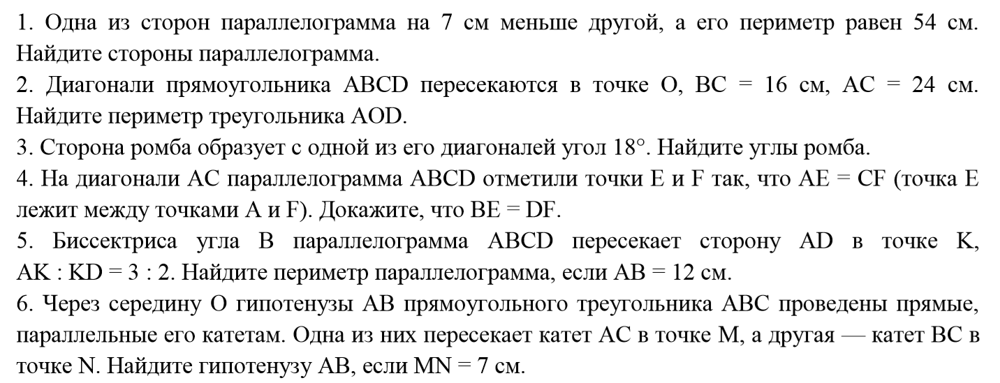 1. Одна из сторон параллелограмма на 7 см меньше другой, а его периметр равен 54 см.
Найдите стороны параллелограмма.
2. Диагонали прямоугольника ABCD пересекаются в точке O, BC = 16 см, AC = 24 см.
Найдите периметр треугольника AOD.
3. Сторона ромба образует с одной из его диагоналей угол 18°. Найдите углы ромба.
4. На диагонали AC параллелограмма ABCD отметили точки E и F так, что AE = CF (точка E
лежит между точками A и F). Докажите, что BE = DF.
5. Биссектриса угла B параллелограмма ABCD пересекает сторону AD в точке K,
AK : KD = 3 : 2. Найдите периметр параллелограмма, если AB = 12 см.
6. Через середину O гипотенузы AB прямоугольного треугольника ABC проведены прямые,
параллельные его катетам. Одна из них пересекает катет AC в точке M, а другая — катет BC в
точке N. Найдите гипотенузу AB, если MN = 7 см.